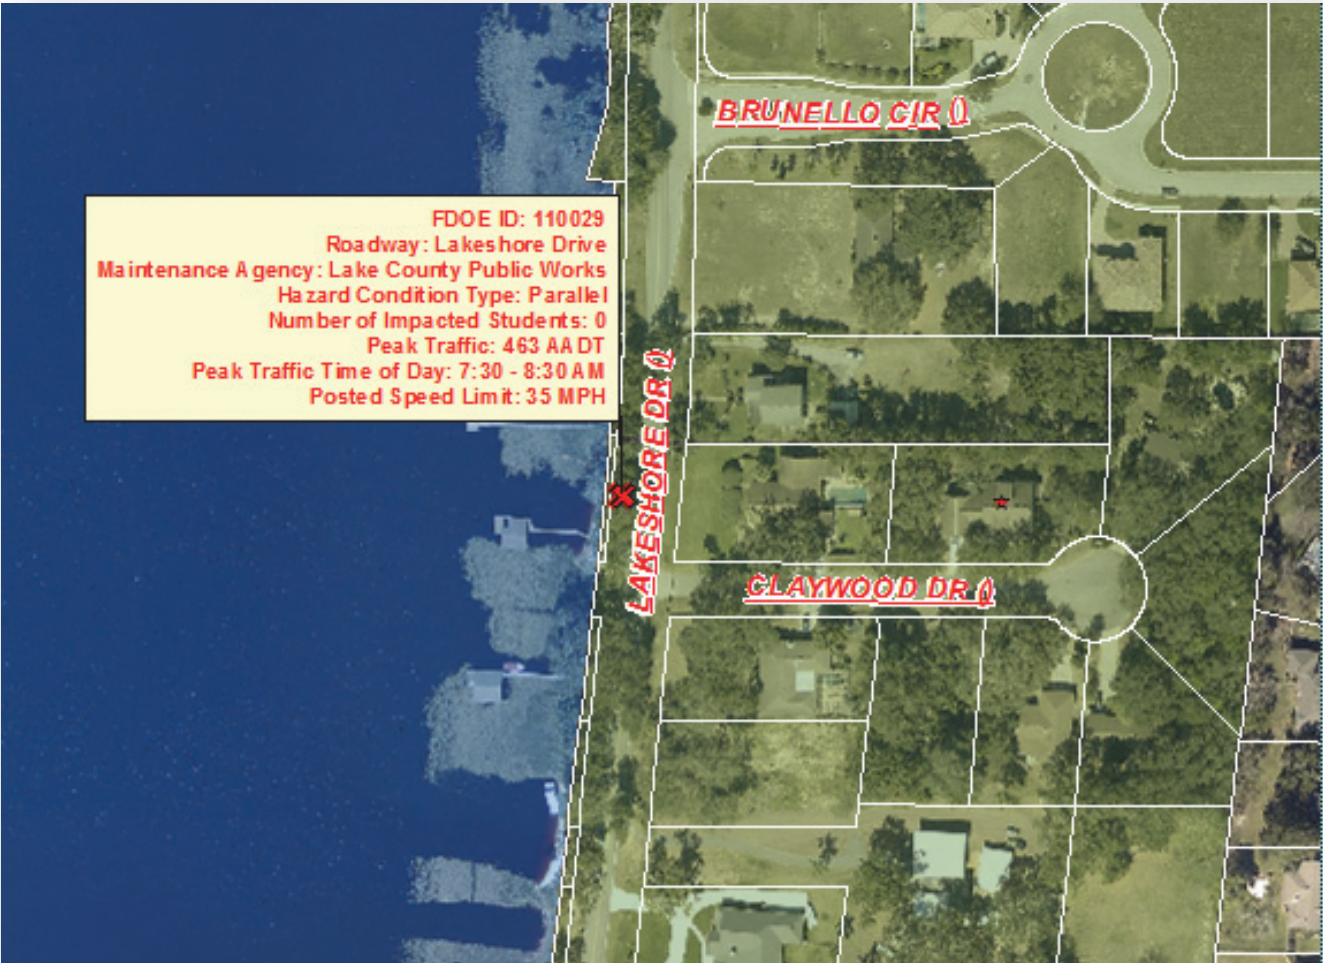 BRUNELLO CIR ()
FDOE ID: 110029
Roadway: Lakeshore Drive
Maintenance Agency: Lake County Public Works
Hazard Condition Type: Parallel
Number of Impacted Students: 0
Peak Traffic: 463 AADT
Peak Traffic Time of Day: 7:30 - 8:30 AM
Posted Speed Limit: 35 MPH
LAKESHORE DR ()
CLAYWOOD DR ()